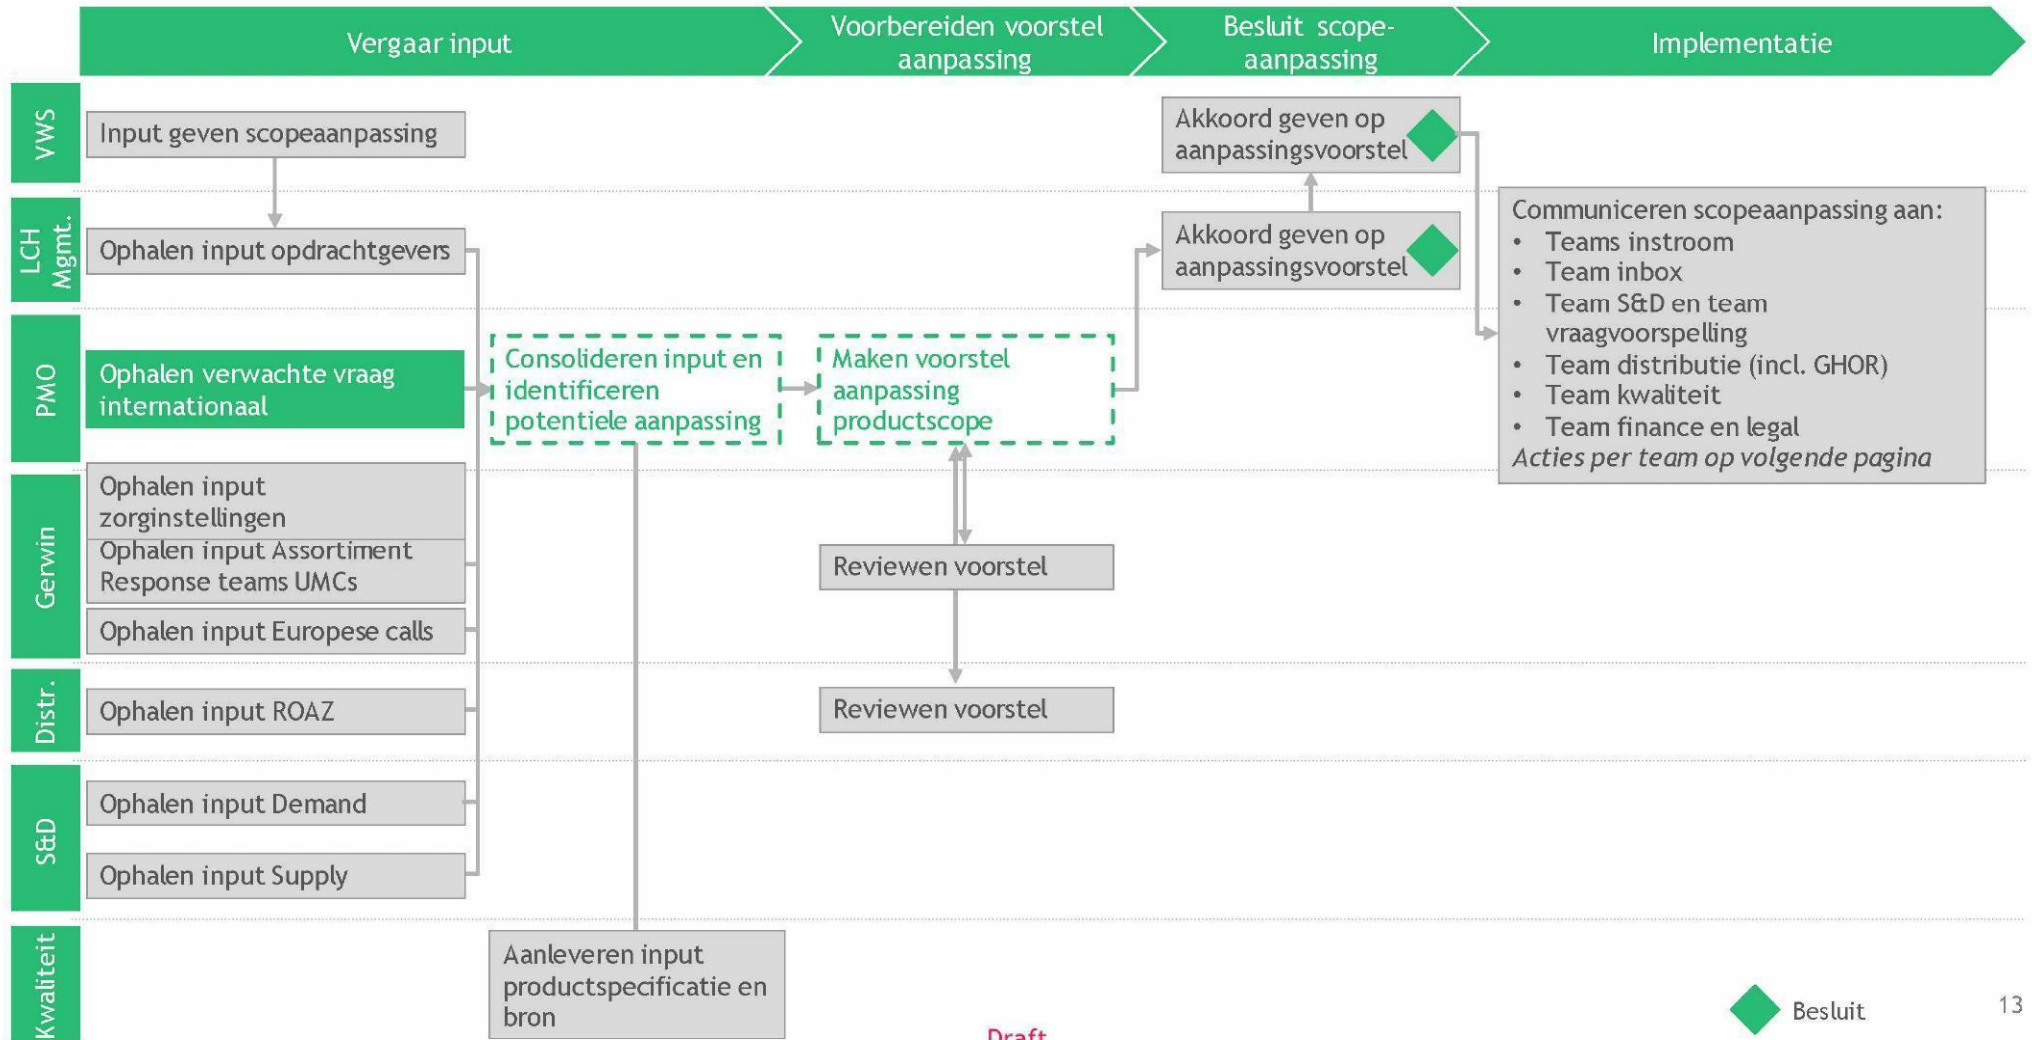 Vergaar input
Voorbereiden voorstel
aanpassing
Besluit scope-
aanpassing
Implementatie
VWS
Input geven scopeaanpassing
Akkoord geven op
aanpassingsvoorstel
LCH
Mgmt.
Ophalen input opdrachtgevers
Akkoord geven op
aanpassingsvoorstel
Communiceren scopeaanpassing aan:
• Teams instroom
• Team inbox
• Team S&D en team
vraagvoorspelling
• Team distributie (incl. GHOR)
• Team kwaliteit
• Team finance en legal
Acties per team op volgende pagina
PMO
Ophalen verwachte vraag
internationaal
Consolideren input en
identificeren
potentiele aanpassing
Maken voorstel
aanpassing
productscope
Gerwin
Ophalen input
zorginstellingen
Ophalen input Assortiment
Response teams UMCs
Ophalen input Europese calls
Reviewen voorstel
Distr.
Ophalen input ROAZ
Reviewen voorstel
S&D
Ophalen input Demand
Ophalen input Supply
Kwaliteit
Aanleveren input
productspecificatie en
bron
Draft
Besluit
13